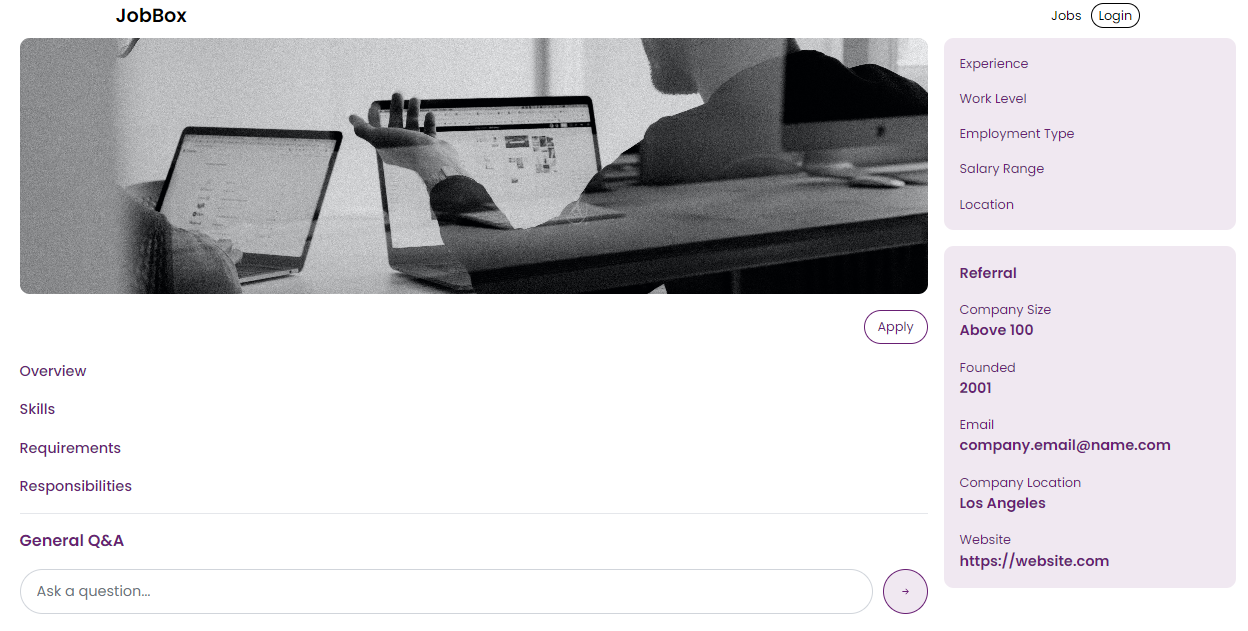 JobBox
Jobs
Login
Apply
Overview
Skills
Requirements
Responsibilities
General Q&A
Ask a question...
→
Experience
Work Level
Employment Type
Salary Range
Location
Referral
Company Size
Above 100
Founded
2001
Email
company.email@name.com
Company Location
Los Angeles
Website
https://website.com